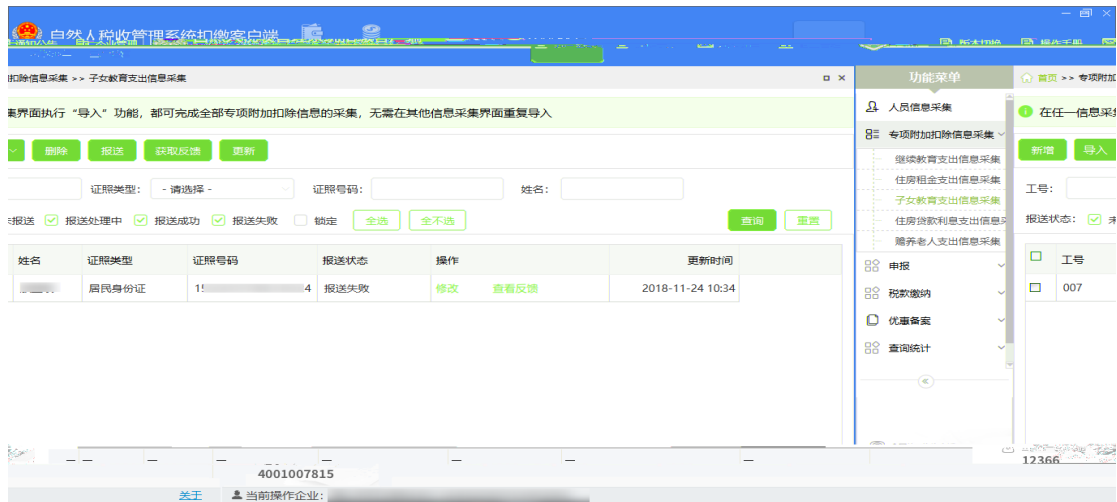 自然人税收管理系统扣缴客户端
版本切换 操作手册
扣除信息采集 >> 子女教育支出信息采集
集界面执行“导入”功能，都可完成全部专项附加扣除信息的采集，无需在其他信息采集界面重复导入
删除 报送 获取反馈 更新
证照类型： - 请选择 - 证照号码： 姓名：
报送 报送处理中 报送成功 报送失败 锁定 全选 全不选 查询 重置
姓名 证照类型 证照号码 报送状态 操作 更新时间
居民身份证 15 4 报送失败 修改 查看反馈 2018-11-24 10:34
功能菜单
人员信息采集
专项附加扣除信息采集
继续教育支出信息采集
住房租金支出信息采集
子女教育支出信息采集
住房贷款利息支出信息
赡养老人支出信息采集
申报
税款缴纳
优惠备案
查询统计
首页 >> 专项附加
在任一信息采集
新增 导入
工号：
报送状态： 未
工号
007
12366
4001007815
关于 当前操作企业：